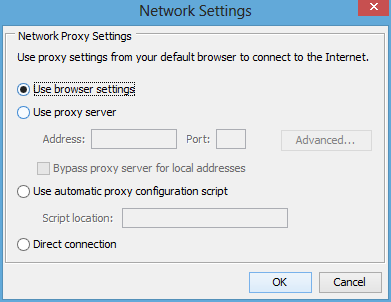 Network Settings
Network Proxy Settings
Use proxy settings from your default browser to connect to the Internet.
Use browser settings
Use proxy server
Address: Port: Advanced...
Bypass proxy server for local addresses
Use automatic proxy configuration script
Script location:
Direct connection
OK Cancel